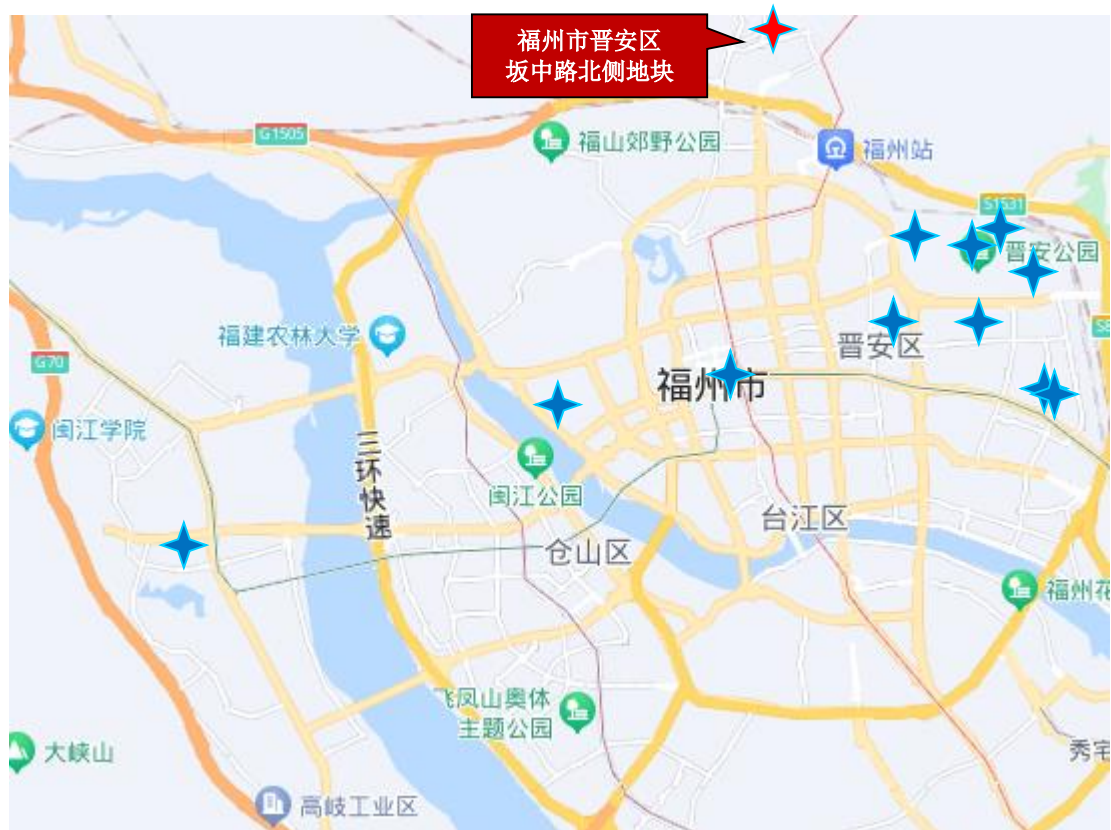 福州市晋安区
坂中路北侧地块
G1505
福山郊野公园
福州站
S1531
晋安公园
福建农林大学
晋安区
G70
福州市
闽江学院
三环快速
闽江公园
台江区
仓山区
福州花
飞凤山奥体
主题公园
大峡山
秀宅
高岐工业区